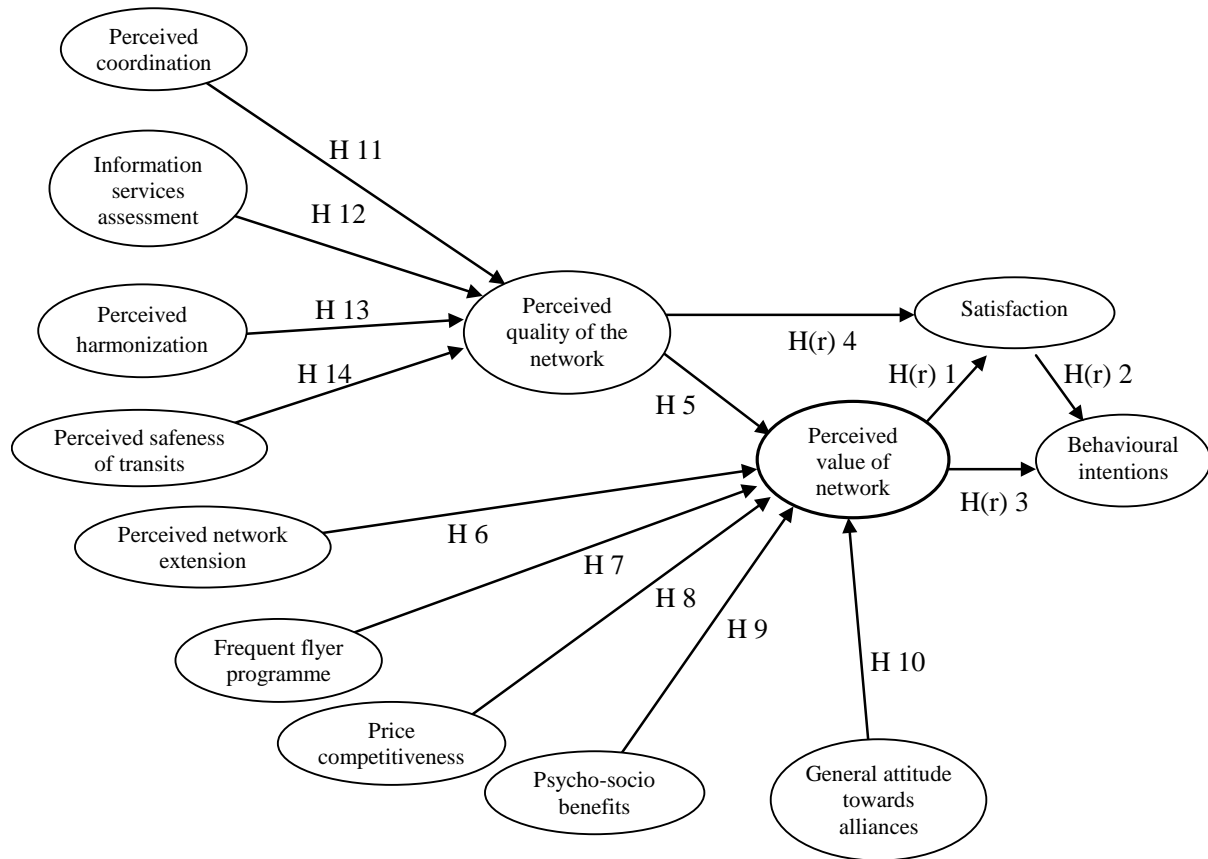 Perceived
coordination
H 11
Information
services
assessment
H 12
Perceived
harmonization
H 13
Perceived safeness
of transits
H 14
Perceived
quality of the
network
H(r) 4
Satisfaction
H 5
H(r) 1
H(r) 2
Perceived
value of
network
H(r) 3
Behavioural
intentions
Perceived network
extension
H 6
Frequent flyer
programme
H 7
Price
competitiveness
H 8
Psycho-socio
benefits
H 9
General attitude
towards
alliances
H 10